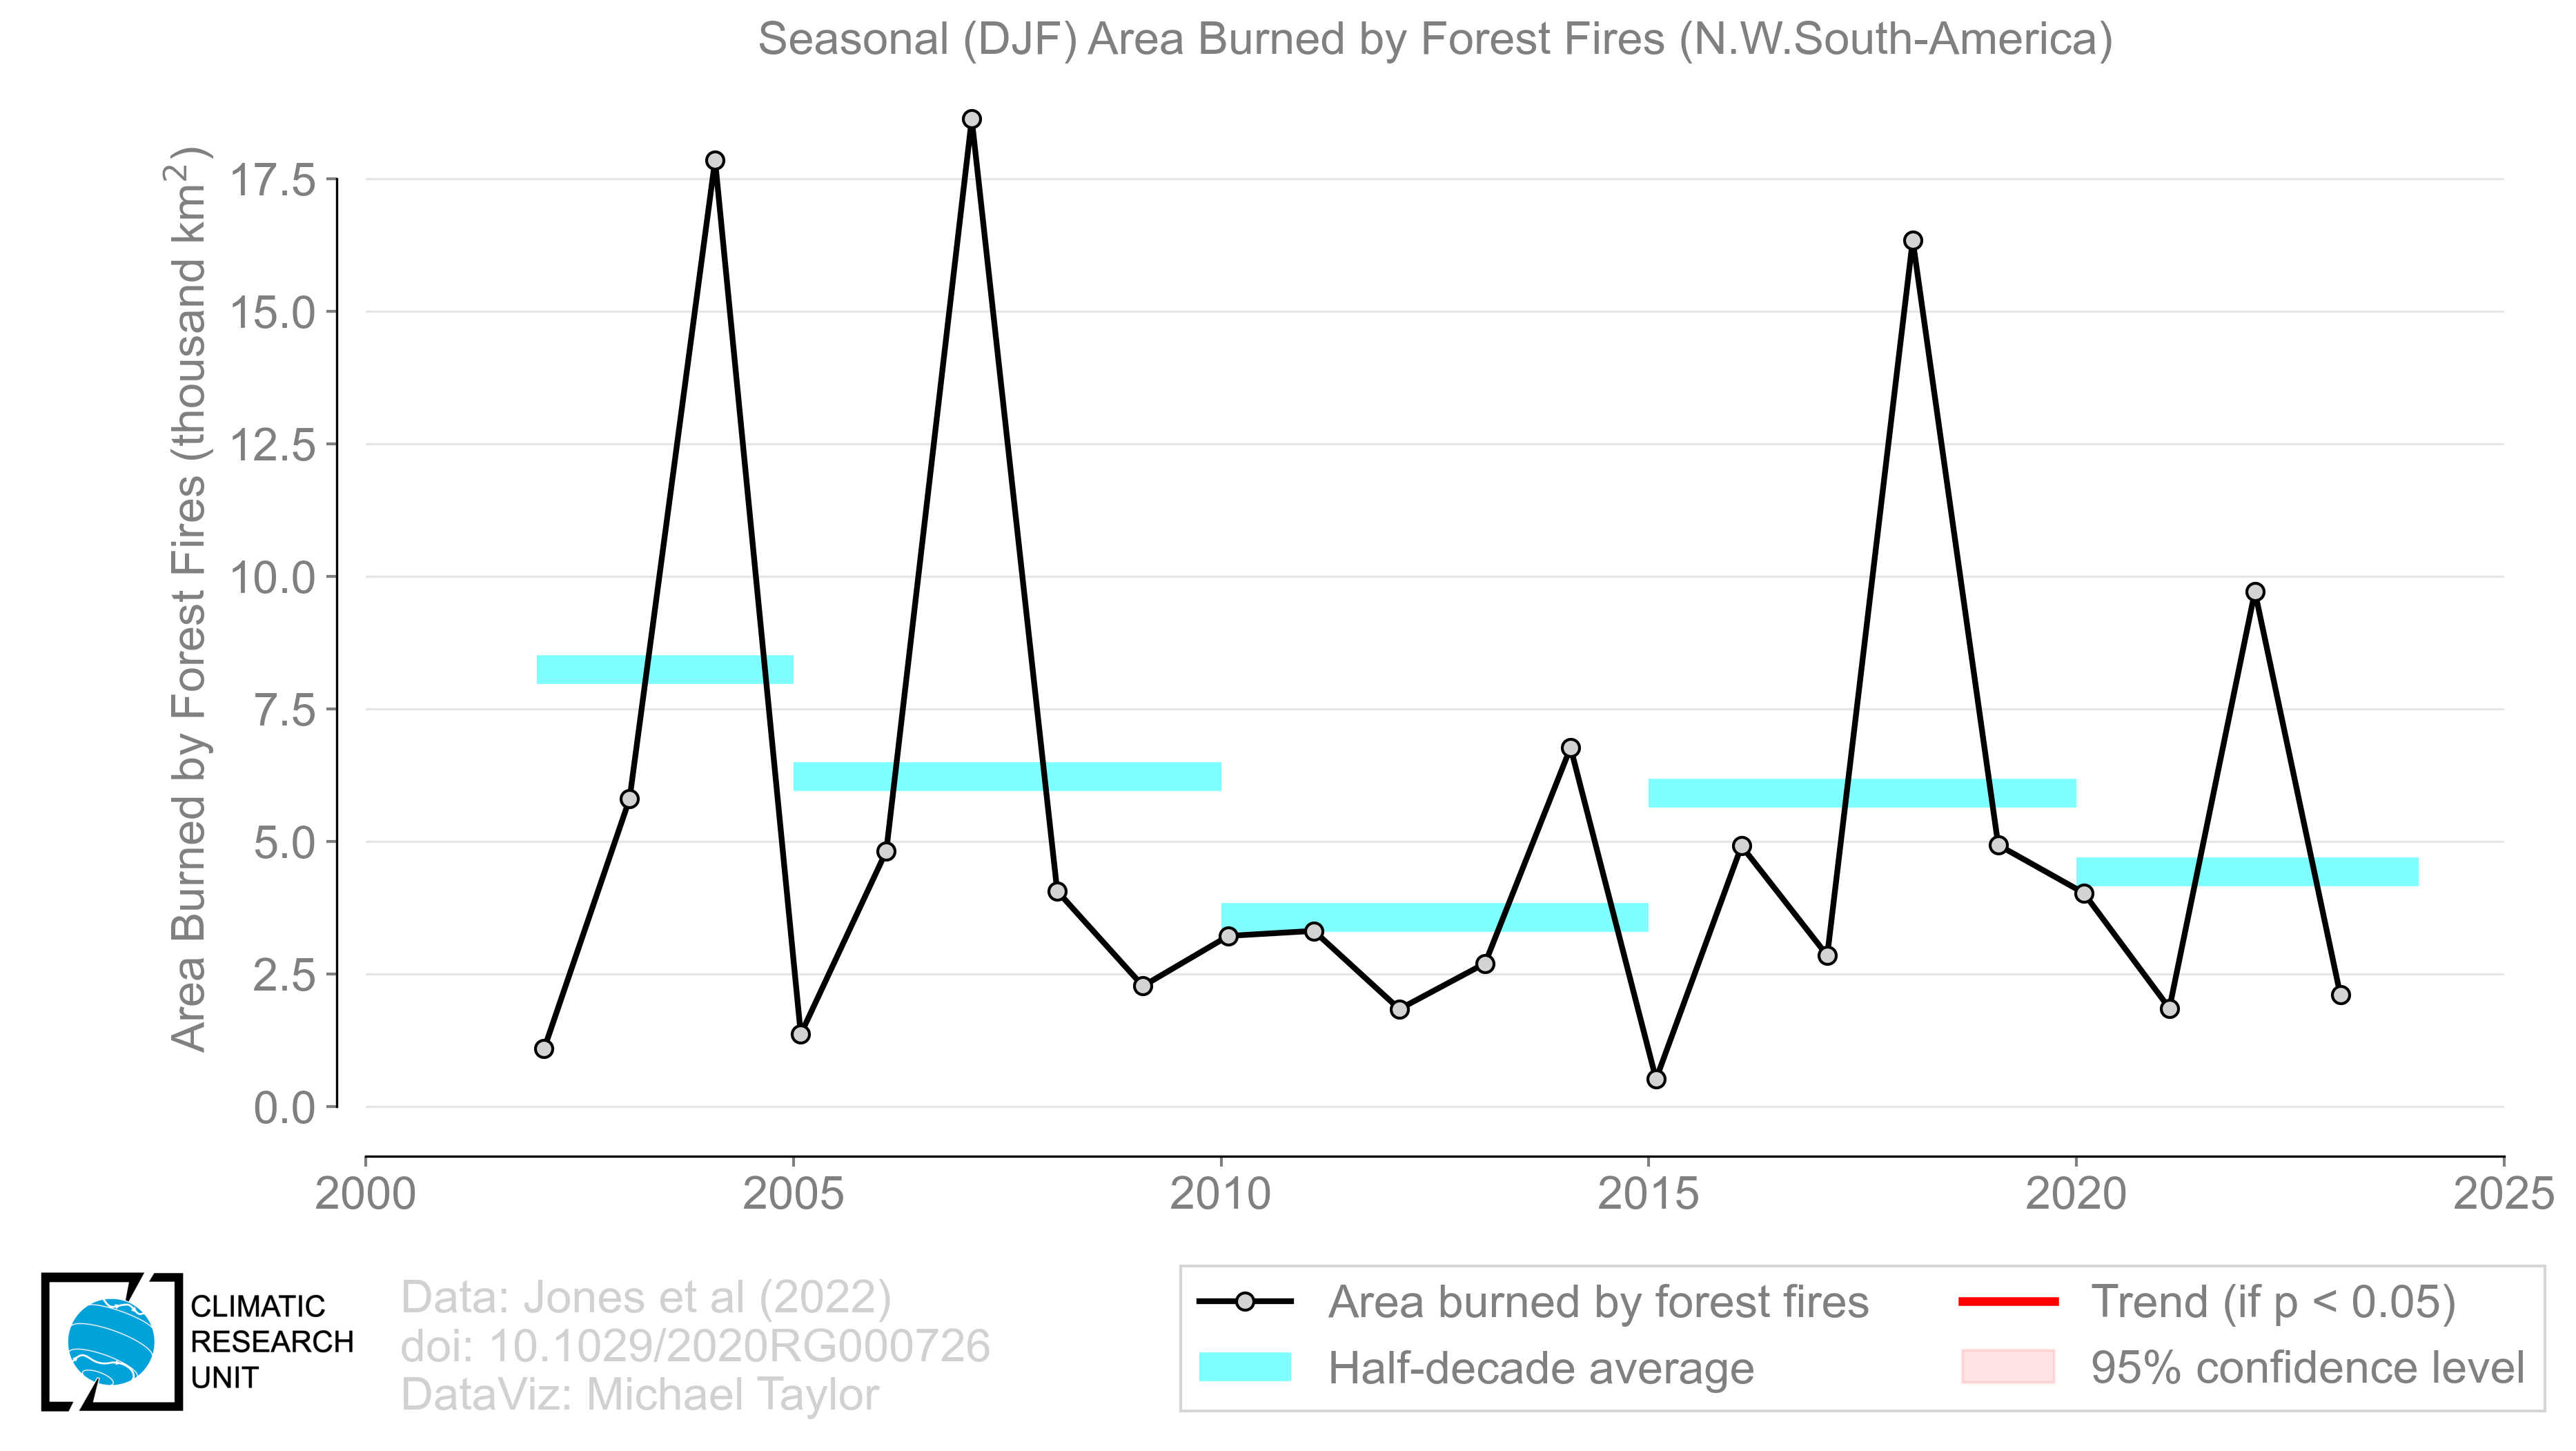 Seasonal (DJF) Area Burned by Forest Fires (N.W.South-America)
Area Burned by Forest Fires (thousand km²)
17.5
15.0
12.5
10.0
7.5
5.0
2.5
0.0
2000 2005 2010 2015 2020 2025
CLIMATIC
RESEARCH
UNIT
Data: Jones et al (2022)
doi: 10.1029/2020RG000726
DataViz: Michael Taylor
Area burned by forest fires
Half-decade average
Trend (if p < 0.05)
95% confidence level